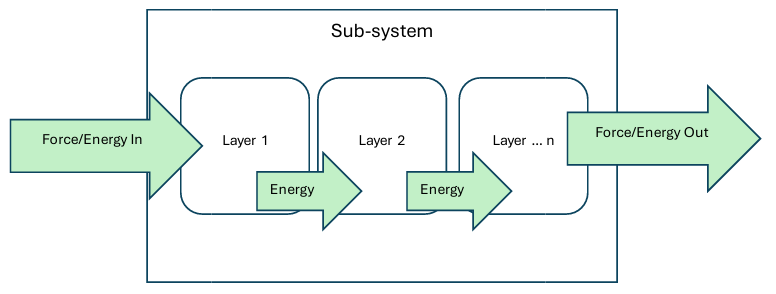 Sub-system
Force/Energy In
Layer 1
Layer 2
Layer ... n
Force/Energy Out
Energy
Energy